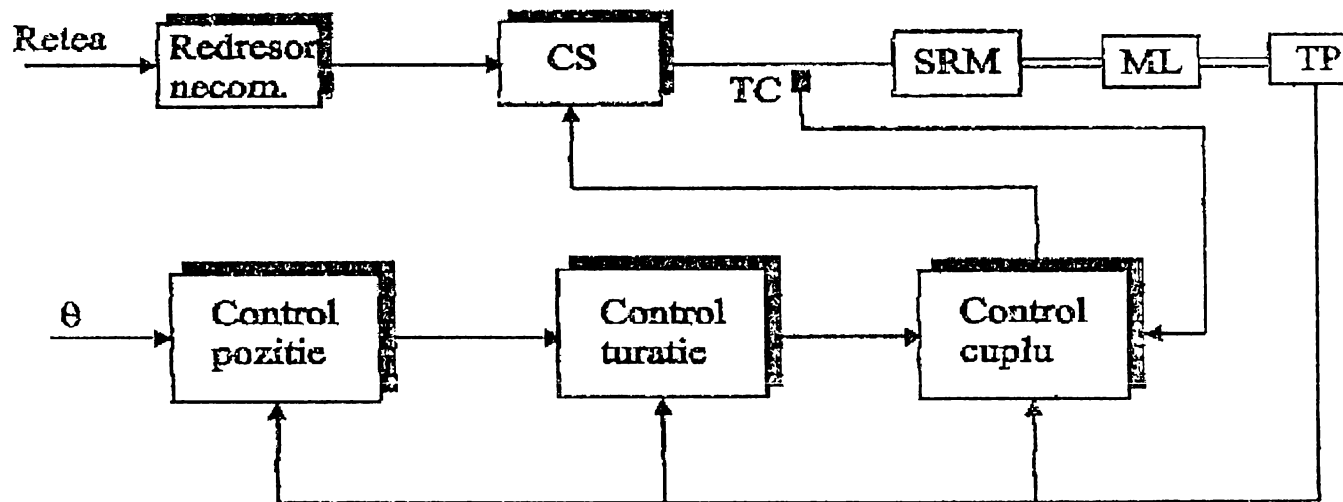 Retea
Redresor
necom.
CS
TC
SRM
ML
TP
θ
Control
pozitie
Control
turatie
Control
cuplu